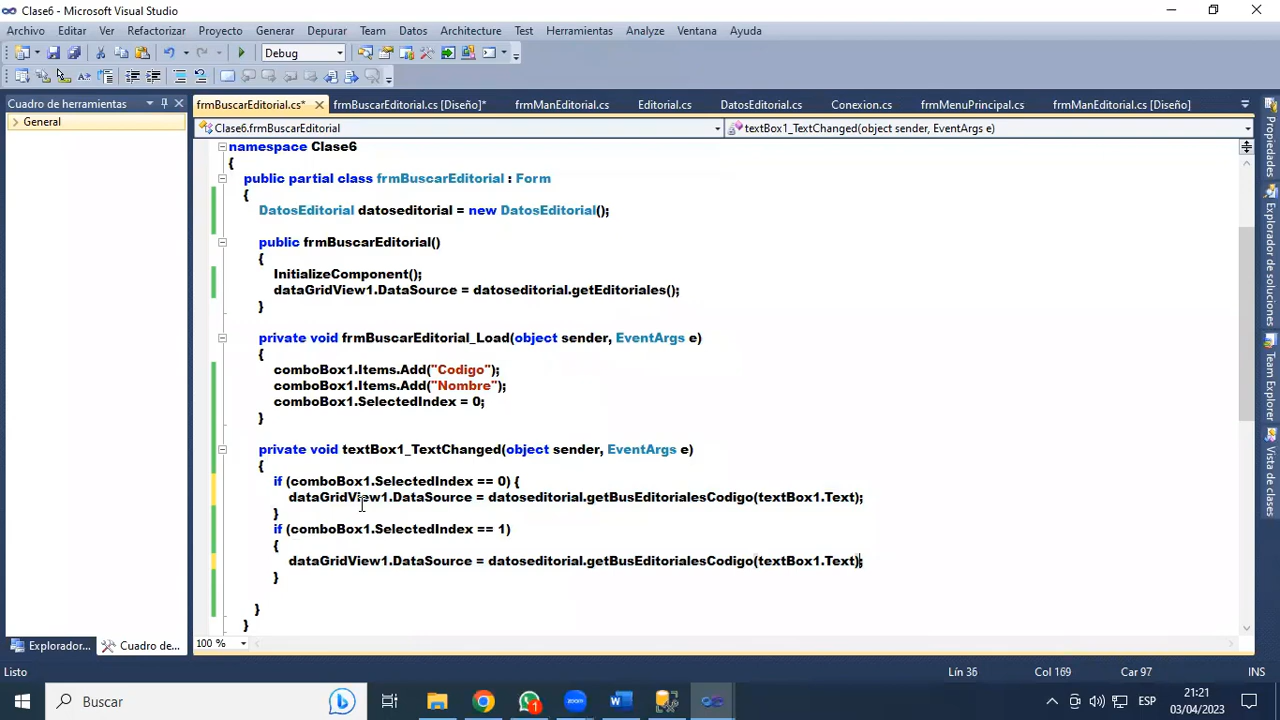 Clase6 - Microsoft Visual Studio
Archivo Editar Ver Refactorizar Proyecto Generar Depurar Team Datos Architecture Test Herramientas Analyze Ventana Ayuda
Debug
Cuadro de herramientas
General
frmBuscarEditorial.cs* frmBuscarEditorial.cs [Diseño]* frmManEditorial.cs Editorial.cs DatosEditorial.cs Conexion.cs frmMenuPrincipal.cs frmManEditorial.cs [Diseño]
Clase6.frmBuscarEditorial textBox1_TextChanged(object sender, EventArgs e)
namespace Clase6
{
public partial class frmBuscarEditorial : Form
{
DatosEditorial datoseditorial = new DatosEditorial();
public frmBuscarEditorial()
{
InitializeComponent();
dataGridView1.DataSource = datoseditorial.getEditoriales();
}
private void frmBuscarEditorial_Load(object sender, EventArgs e)
{
comboBox1.Items.Add("Codigo");
comboBox1.Items.Add("Nombre");
comboBox1.SelectedIndex = 0;
}
private void textBox1_TextChanged(object sender, EventArgs e)
{
if (comboBox1.SelectedIndex == 0) {
dataGridView1.DataSource = datoseditorial.getBusEditorialesCodigo(textBox1.Text);
}
if (comboBox1.SelectedIndex == 1)
{
dataGridView1.DataSource = datoseditorial.getBusEditorialesCodigo(textBox1.Text);
}
}
}
Propiedades
Explorador de soluciones
Team Explorer
Vista de clases
Explorador... Cuadro de...
100 %
Listo Lín 36 Col 169 Car 97 INS
Buscar
1
zoom
ESP
21:21
03/04/2023